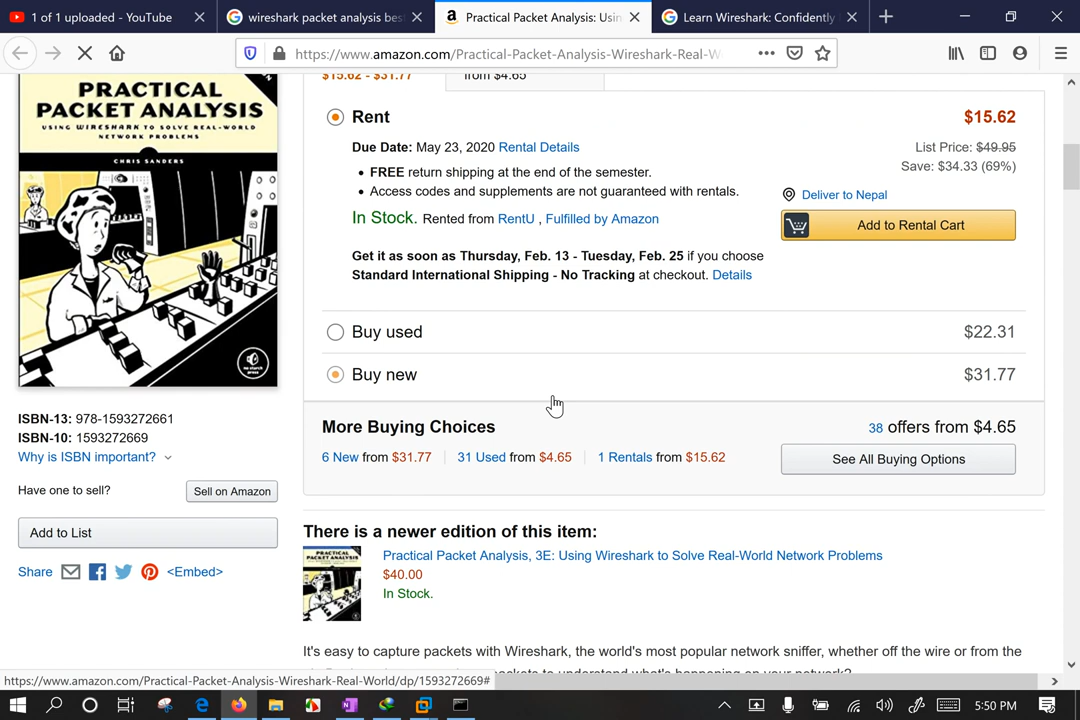 1 of 1 uploaded - YouTube
wireshark packet analysis bes
a Practical Packet Analysis: Usin
Learn Wireshark: Confidently
https://www.amazon.com/Practical-Packet-Analysis-Wireshark-Real-W
$15.62 - $31.77
from $4.65
PRACTICAL
PACKET ANALYSIS
USING WIRESHARK TO SOLVE REAL-WORLD
NETWORK PROBLEMS
CHRIS SANDERS
no starch
press
Rent
$15.62
Due Date: May 23, 2020 Rental Details
List Price: $49.95
Save: $34.33 (69%)
• FREE return shipping at the end of the semester.
• Access codes and supplements are not guaranteed with rentals.
Deliver to Nepal
In Stock. Rented from RentU , Fulfilled by Amazon
Add to Rental Cart
Get it as soon as Thursday, Feb. 13 - Tuesday, Feb. 25 if you choose
Standard International Shipping - No Tracking at checkout. Details
Buy used
$22.31
Buy new
$31.77
ISBN-13: 978-1593272661
ISBN-10: 1593272669
Why is ISBN important?
More Buying Choices
38 offers from $4.65
6 New from $31.77 | 31 Used from $4.65 | 1 Rentals from $15.62
See All Buying Options
Have one to sell?
Sell on Amazon
Add to List
Share
<Embed>
There is a newer edition of this item:
PRACTICAL
PACKET ANALYSIS
Practical Packet Analysis, 3E: Using Wireshark to Solve Real-World Network Problems
$40.00
In Stock.
It's easy to capture packets with Wireshark, the world's most popular network sniffer, whether off the wire or from the
https://www.amazon.com/Practical-Packet-Analysis-Wireshark-Real-World/dp/1593272669#
5:50 PM